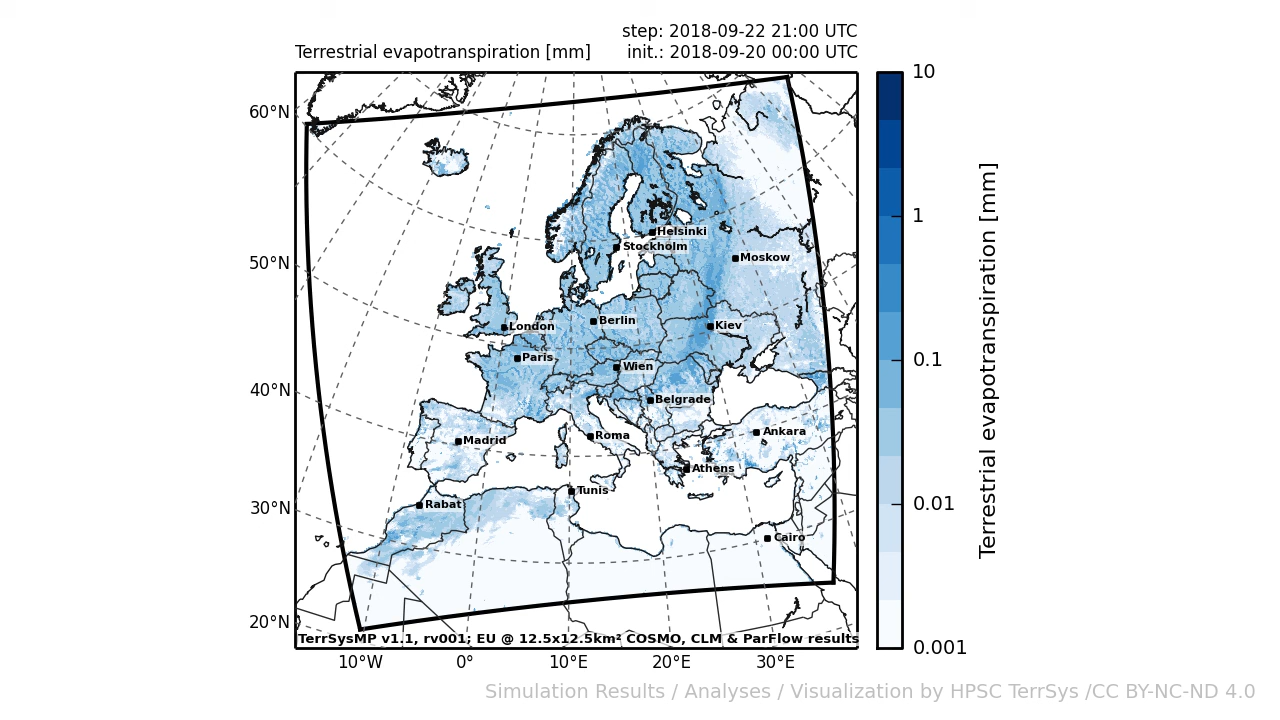 step: 2018-09-22 21:00 UTC
Terrestrial evapotranspiration [mm] init.: 2018-09-20 00:00 UTC
10
60°N
1
Helsinki
Stockholm
Moscow
50°N
London
Berlin
Kiev
Paris
0.1
Wien
40°N
Belgrade
Madrid
Roma
Ankara
Athens
Tunis
Rabat
0.01
30°N
Cairo
20°N
TerrSysMP v1.1, rv001; EU @ 12.5x12.5km² COSMO, CLM & ParFlow results
0.001
10°W 0° 10°E 20°E 30°E
Terrestrial evapotranspiration [mm]
Simulation Results / Analyses / Visualization by HPSC TerrSys /CC BY-NC-ND 4.0